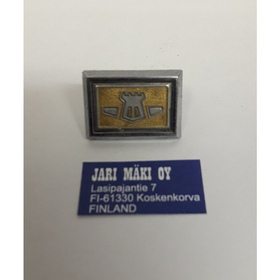 JARI MÄKI OY
Lasipajantie 7
FI-61330 Koskenkorva
FINLAND